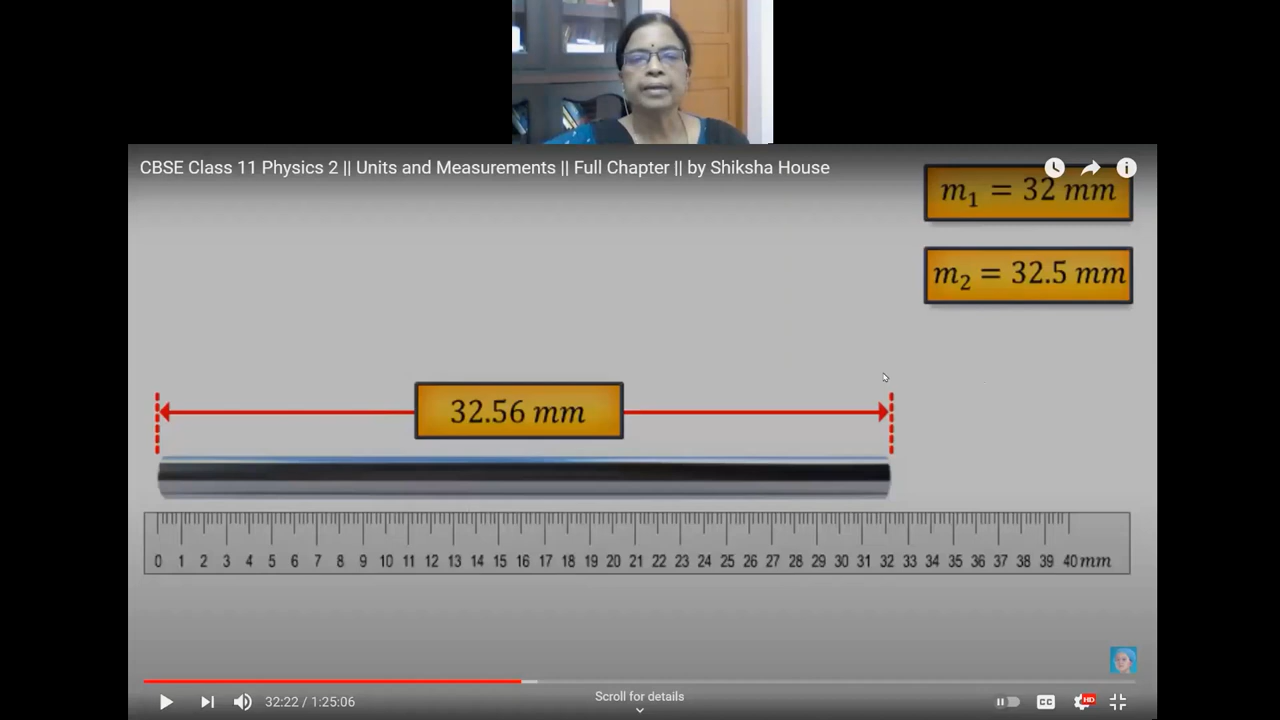 CBSE Class 11 Physics 2 || Units and Measurements || Full Chapter || by Shiksha House
m₁ = 32 mm
m₂ = 32.5 mm
32.56 mm
0 1 2 3 4 5 6 7 8 9 10 11 12 13 14 15 16 17 18 19 20 21 22 23 24 25 26 27 28 29 30 31 32 33 34 35 36 37 38 39 40 mm
32:22 / 1:25:06
Scroll for details
CC
HD